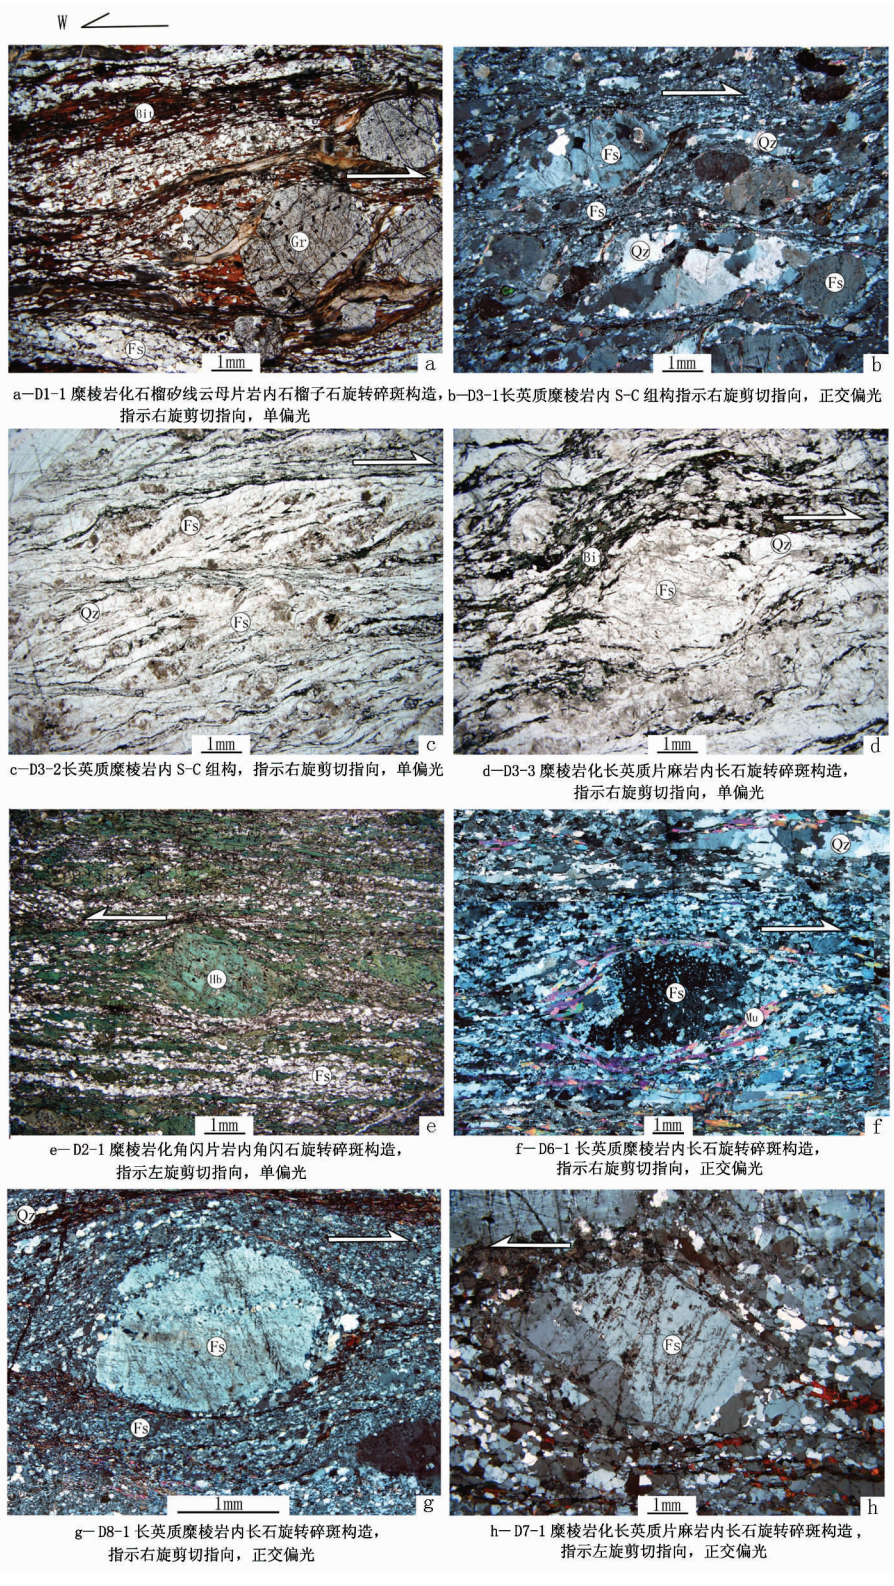 W
Bit
Gr
Fs
1mm
a
Fs
Qz
Fs
Qz
Fs
1mm
b
a—D1-1 糜棱岩化石榴矽线云母片岩内石榴子石旋转碎斑构造,
指示右旋剪切指向, 单偏光
b—D3-1长英质糜棱岩内 S-C 组构指示右旋剪切指向, 正交偏光
Fs
Qz
Fs
1mm
c
Qz
Bi
Fs
1mm
d
c—D3-2长英质糜棱岩内 S-C 组构, 指示右旋剪切指向, 单偏光
d—D3-3 糜棱岩化长英质片麻岩内长石旋转碎斑构造,
指示右旋剪切指向, 单偏光
Hb
Fs
1mm
e
Qz
Fs
Mu
1mm
f
e—D2-1 糜棱岩化角闪片岩内角闪石旋转碎斑构造,
指示左旋剪切指向, 单偏光
f—D6-1 长英质糜棱岩内长石旋转碎斑构造,
指示右旋剪切指向, 正交偏光
Qz
Fs
Fs
1mm
g
Fs
1mm
h
g—D8-1 长英质糜棱岩内长石旋转碎斑构造,
指示右旋剪切指向, 正交偏光
h—D7-1 糜棱岩化长英质片麻岩内长石旋转碎斑构造,
指示左旋剪切指向, 正交偏光